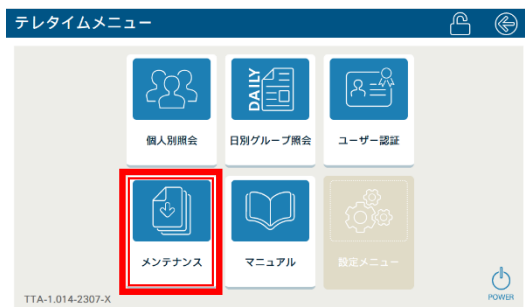 テレタイムメニュー
DAILY
個人別照会
日別グループ照会
ユーザー認証
メンテナンス
マニュアル
設定メニュー
TTA-1.014-2307-X
POWER